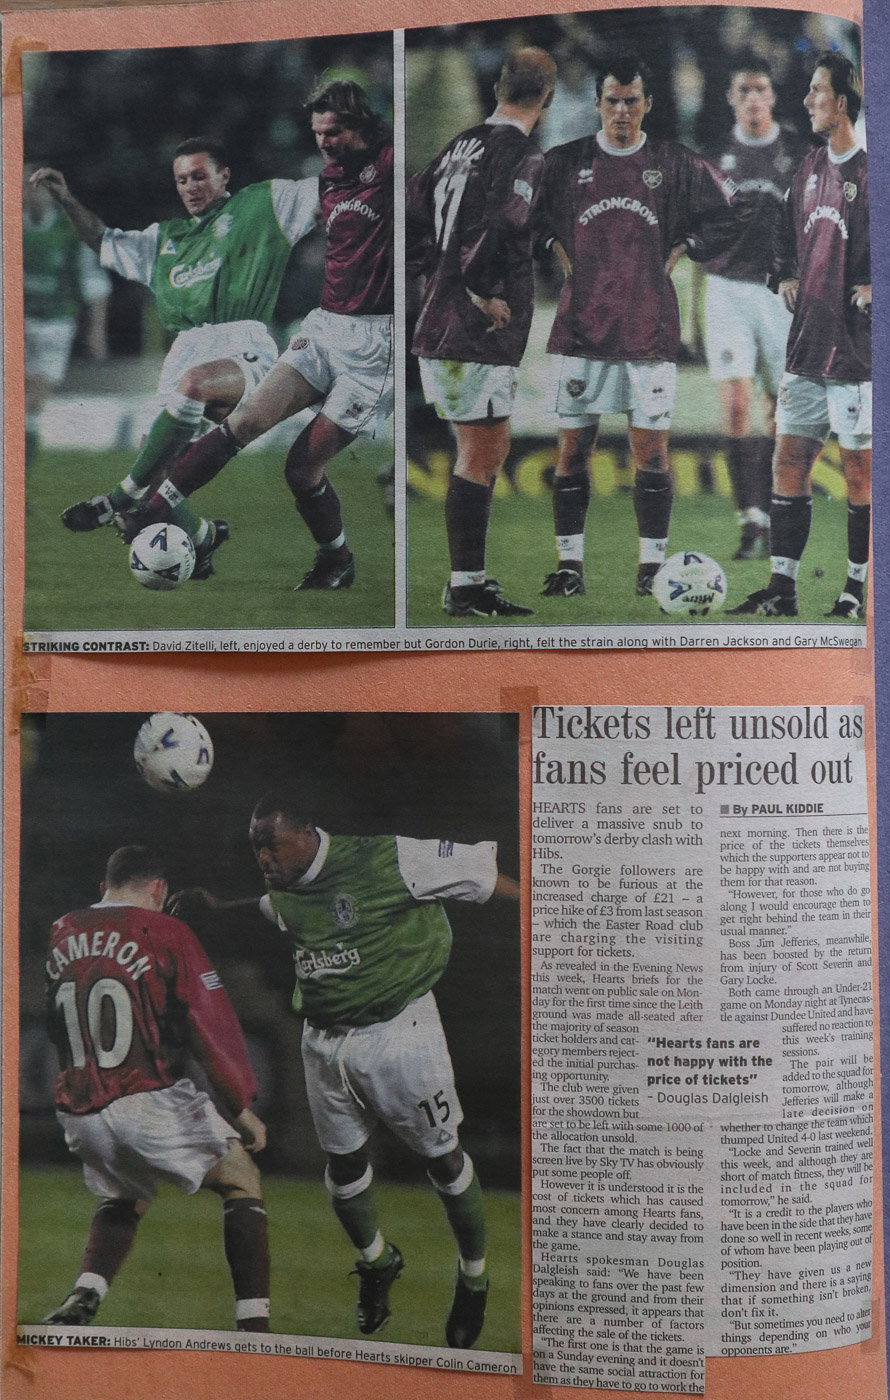 Carlsberg
STRONGBOW
17
STRONGBOW
STRONGBOW
Mitre
STRIKING CONTRAST: David Zitelli, left, enjoyed a derby to remember but Gordon Durie, right, felt the strain along with Darren Jackson and Gary McSwegan
CAMERON
10
Carlsberg
15
MICKEY TAKER: Hibs' Lyndon Andrews gets to the ball before Hearts skipper Colin Cameron
Tickets left unsold as
fans feel priced out
HEARTS fans are set to
deliver a massive snub to
tomorrow's derby clash with
Hibs.
The Gorgie followers are
known to be furious at the
increased charge of £21 – a
price hike of £3 from last season
– which the Easter Road club
are charging the visiting
support for tickets.
As revealed in the Evening News
this week, Hearts briefs for the
match went on public sale on Mon-
day for the first time since the Leith
ground was made all-seated after
the majority of season
ticket holders and cat-
egory members reject-
ed the initial purchas-
ing opportunity.
The club were given
just over 3500 tickets
for the showdown but
are set to be left with some 1000 of
the allocation unsold.
The fact that the match is being
screen live by Sky TV has obviously
put some people off.
However it is understood it is the
cost of tickets which has caused
most concern among Hearts fans,
and they have clearly decided to
make a stance and stay away from
the game.
Hearts spokesman Douglas
Dalgleish said: “We have been
speaking to fans over the past few
days at the ground and from their
opinions expressed, it appears that
there are a number of factors
affecting the sale of the tickets.
“The first one is that the game is
on a Sunday evening and it doesn't
have the same social attraction for
them as they have to go to work the
“Hearts fans are
not happy with the
price of tickets”
– Douglas Dalgleish
By PAUL KIDDIE
next morning. Then there is the
price of the tickets themselves
which the supporters appear not to
be happy with and are not buying
them for that reason.
“However, for those who do go
along I would encourage them to
get right behind the team in their
usual manner.”
Boss Jim Jefferies, meanwhile,
has been boosted by the return
from injury of Scott Severin and
Gary Locke.
Both came through an Under-21
game on Monday night at Tynecas-
tle against Dundee United and have
suffered no reaction to
this week's training
sessions.
The pair will be
added to the squad for
tomorrow, although
Jefferies will make a
late decision on
whether to change the team which
thumped United 4-0 last weekend.
“Locke and Severin trained well
this week, and although they are
short of match fitness, they will be
included in the squad for
tomorrow,” he said.
“It is a credit to the players who
have been in the side that they have
done so well in recent weeks, some
of whom have been playing out of
position.
“They have given us a new
dimension and there is a saying
that if something isn't broken,
don't fix it.
“But sometimes you need to alter
things depending on who your
opponents are.”